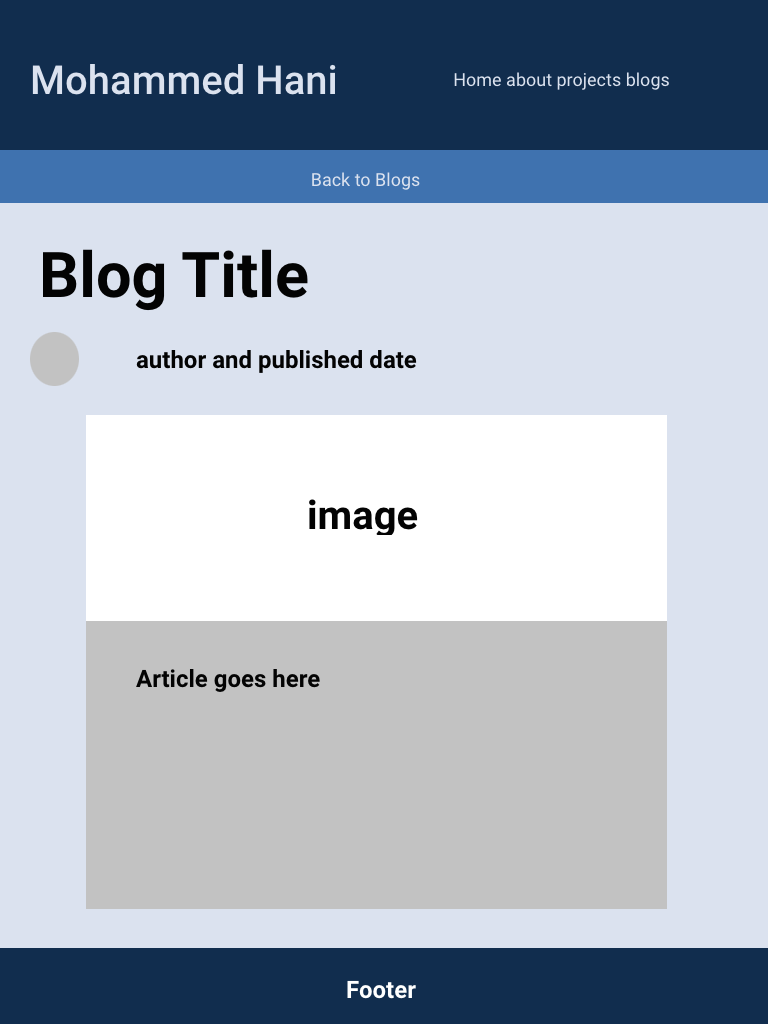 Mohammed Hani
Home about projects blogs
Back to Blogs
Blog Title
author and published date
image
Article goes here
Footer